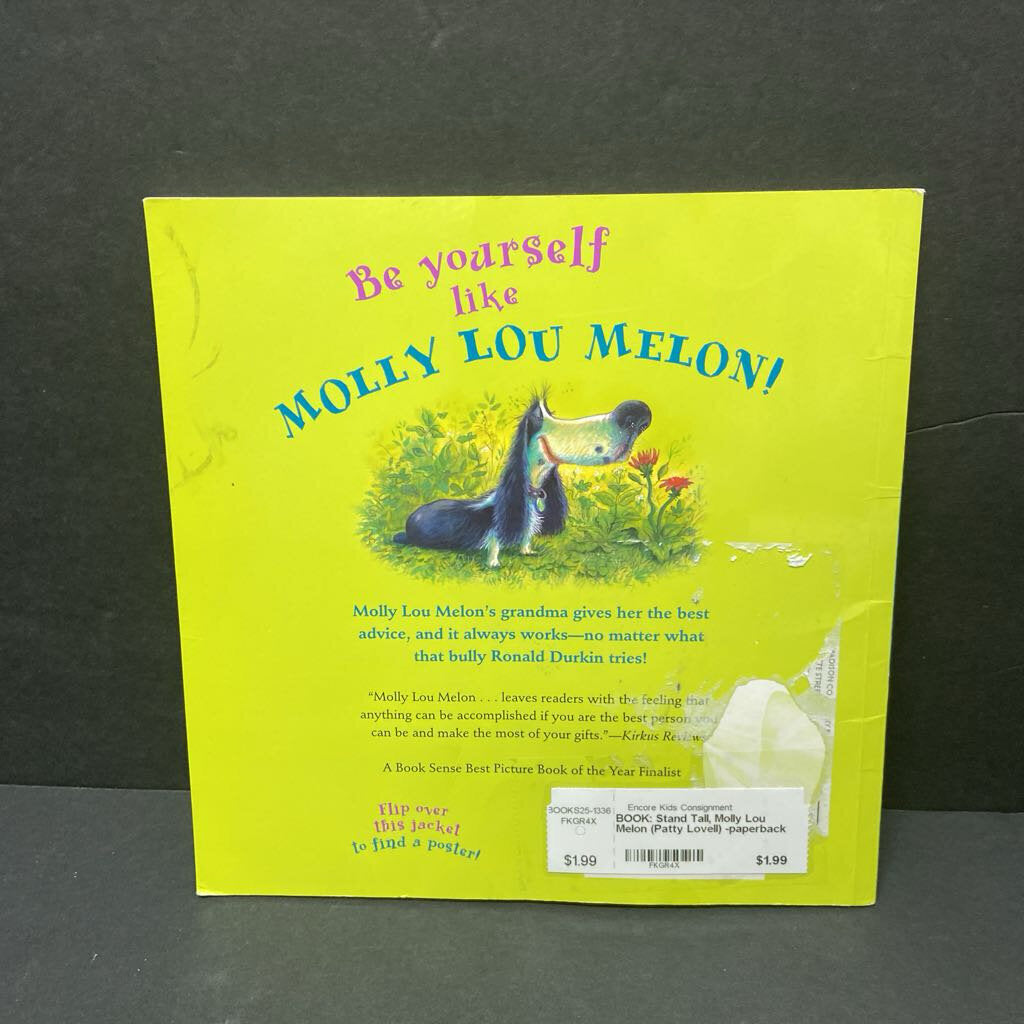 Be yourself
like
MOLLY LOU MELON!
Molly Lou Melon's grandma gives her the best
advice, and it always works—no matter what
that bully Ronald Durkin tries!
"Molly Lou Melon . . . leaves readers with the feeling that
anything can be accomplished if you are the best person you
can be and make the most of your gifts."—Kirkus Reviews
A Book Sense Best Picture Book of the Year Finalist
Flip over
this jacket
to find a poster!
BOOKS25-1336
FKGR4X
$1.99
Encore Kids Consignment
BOOK: Stand Tall, Molly Lou
Melon (Patty Lovell) -paperback
FKGR4X
$1.99